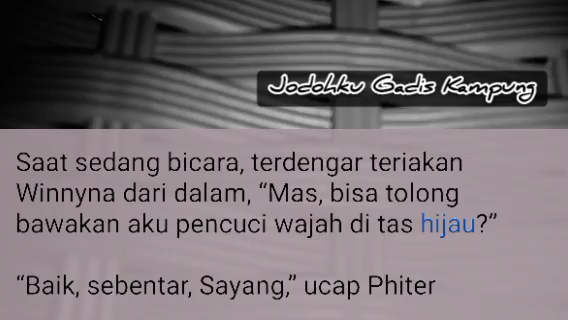 Jodohku Gadis Kampung
Saat sedang bicara, terdengar teriakan
Winnyna dari dalam, “Mas, bisa tolong
bawakan aku pencuci wajah di tas hijau?”
“Baik, sebentar, Sayang,” ucap Phiter